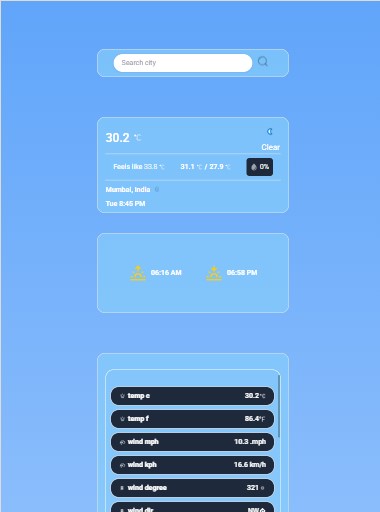 Search city
30.2 °C
Clear
Feels like 33.5 °C 31.1 °C / 27.9 °C 0%
Mumbai, India
Tue 8:45 PM
06:16 AM 06:58 PM
temp c 30.2°C
temp f 86.4°F
wind mph 10.3 .mph
wind kph 16.6 km/h
wind degree 321
wind dir NW